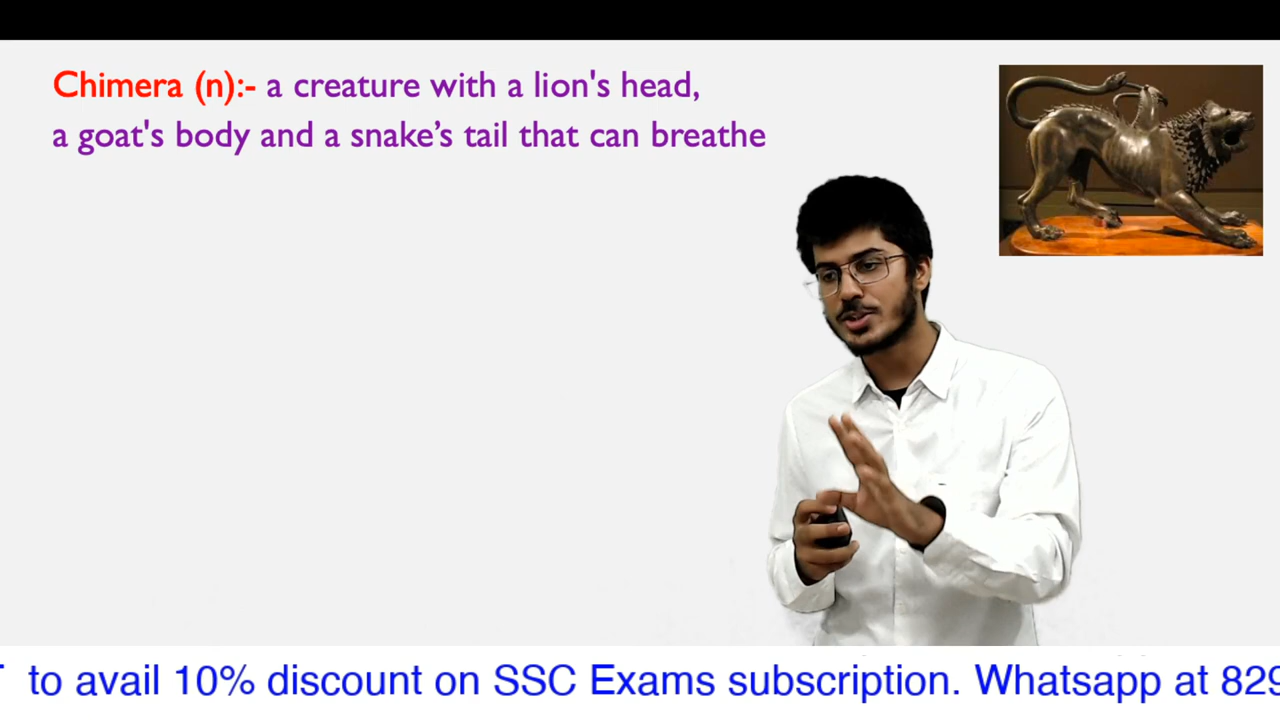 Chimera (n):- a creature with a lion's head,
a goat's body and a snake’s tail that can breathe
to avail 10% discount on SSC Exams subscription. Whatsapp at 829